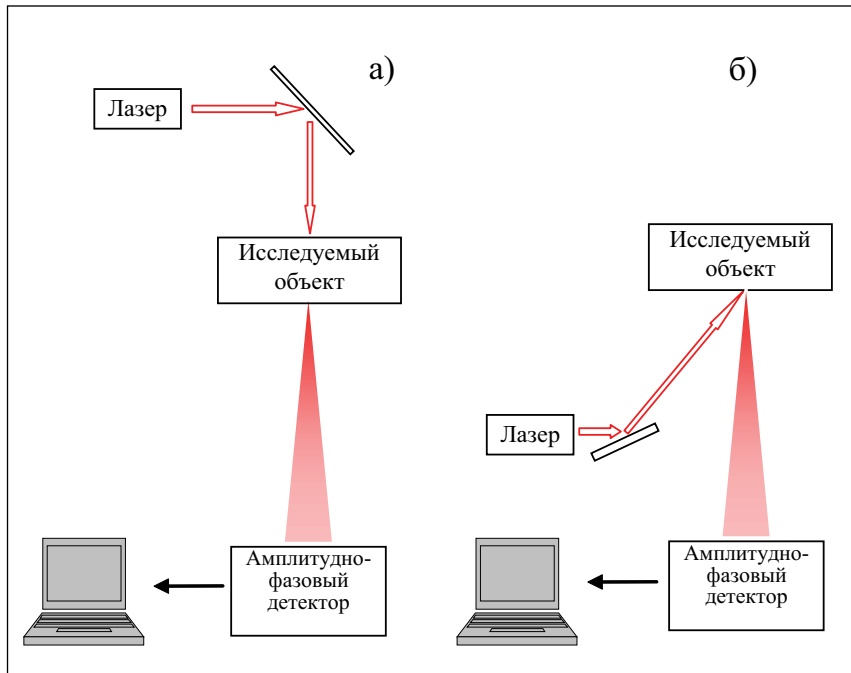 а)
Лазер
Исследуемый
объект
Амплитудно-
фазовый
детектор
б)
Исследуемый
объект
Лазер
Амплитудно-
фазовый
детектор